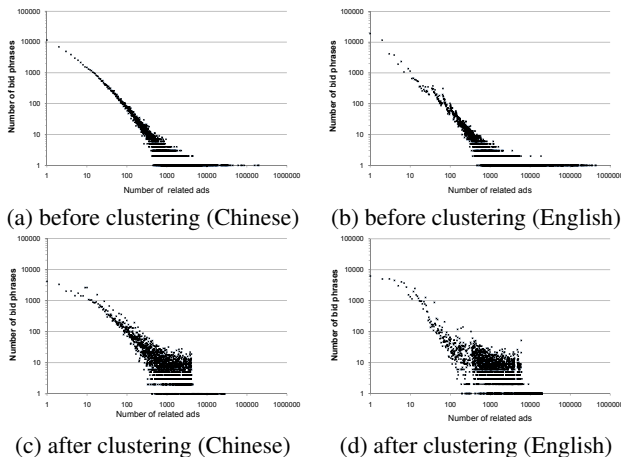 100000
10000
1000
100
10
1
Number of bid phrases
1 10 100 1000 10000 100000 1000000
Number of related ads
(a) before clustering (Chinese)
100000
10000
1000
100
10
1
Number of bid phrases
1 10 100 1000 10000 100000 1000000
Number of related ads
(b) before clustering (English)
100000
10000
1000
100
10
1
Number of bid phrases
1 10 100 1000 10000 100000 1000000
Number of related ads
(c) after clustering (Chinese)
100000
10000
1000
100
10
1
Number of bid phrases
1 10 100 1000 10000 100000 1000000
Number of related ads
(d) after clustering (English)